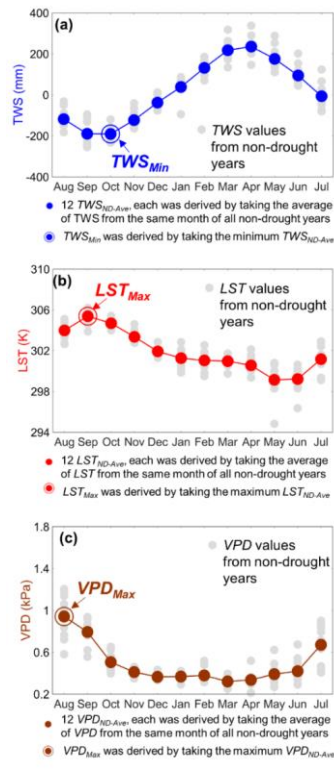 (a)
400
200
0
-200
-400
TWS
(mm)
TWS values
from non-drought
years
TWSMin
Aug Sep Oct Nov Dec Jan Feb Mar Apr May Jun Jul
12 TWSND-Ave, each was derived by taking the average
of TWS from the same month of all non-drought years
TWSMin was derived by taking the minimum TWSND-Ave
(b)
310
306
302
298
294
LST (K)
LSTMax
LST values
from non-drought
years
Aug Sep Oct Nov Dec Jan Feb Mar Apr May Jun Jul
12 LSTND-Ave, each was derived by taking the average
of LST from the same month of all non-drought years
LSTMax was derived by taking the maximum LSTND-Ave
(c)
1.8
1.4
1
0.6
0.2
VPD (kPa)
VPD values
from non-drought
years
VPDMax
Aug Sep Oct Nov Dec Jan Feb Mar Apr May Jun Jul
12 VPDND-Ave, each was derived by taking the average
of VPD from the same month of all non-drought years
VPDMax was derived by taking the maximum VPDND-Ave